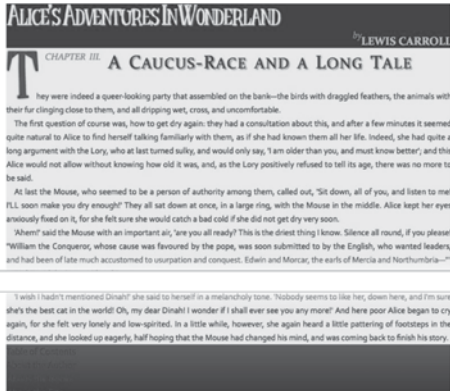 ALICE'S ADVENTURES IN WONDERLAND
by LEWIS CARROLL
CHAPTER III. A CAUCUS-RACE AND A LONG TALE
They were indeed a queer-looking party that assembled on the bank—the birds with draggled feathers, the animals with
their fur clinging close to them, and all dripping wet, cross, and uncomfortable.
The first question of course was, how to get dry again. they had a consultation about this, and after a few minutes it seemed
quite natural to Alice to find herself talking familiarly with them, as if she had known them all her life. Indeed, she had quite a
long argument with the Lory, who at last turned sulky, and would only say, 'I am older than you, and must know better'; and this
Alice would not allow without knowing how old it was, and, as the Lory positively refused to tell its age, there was no more to
be said.
At last the Mouse, who seemed to be a person of authority among them, called out, 'Sit down, all of you, and listen to me!
I'LL soon make you dry enough!' They all sat down at once, in a large ring, with the Mouse in the middle. Alice kept her eyes
anxiously fixed on it, for she felt sure she would catch a bad cold if she did not get dry very soon.
'Ahem!' said the Mouse with an important air, 'are you all ready? This is the driest thing I know. Silence all round, if you please!
"William the Conqueror, whose cause was favoured by the pope, was soon submitted to by the English, who wanted leaders,
and had been of late much accustomed to usurpation and conquest. Edwin and Morcar, the earls of Mercia and Northumbria—"'
'I wish I hadn't mentioned Dinah!' she said to herself in a melancholy tone. 'Nobody seems to like her, down here, and I'm sure
she's the best cat in the world! Oh, my dear Dinah! I wonder if I shall ever see you any more!' And here poor Alice began to cry
again, for she felt very lonely and low-spirited. In a little while, however, she again heard a little pattering of footsteps in the
distance, and she looked up eagerly, half hoping that the Mouse had changed his mind, and was coming back to finish his story.
Table of Contents